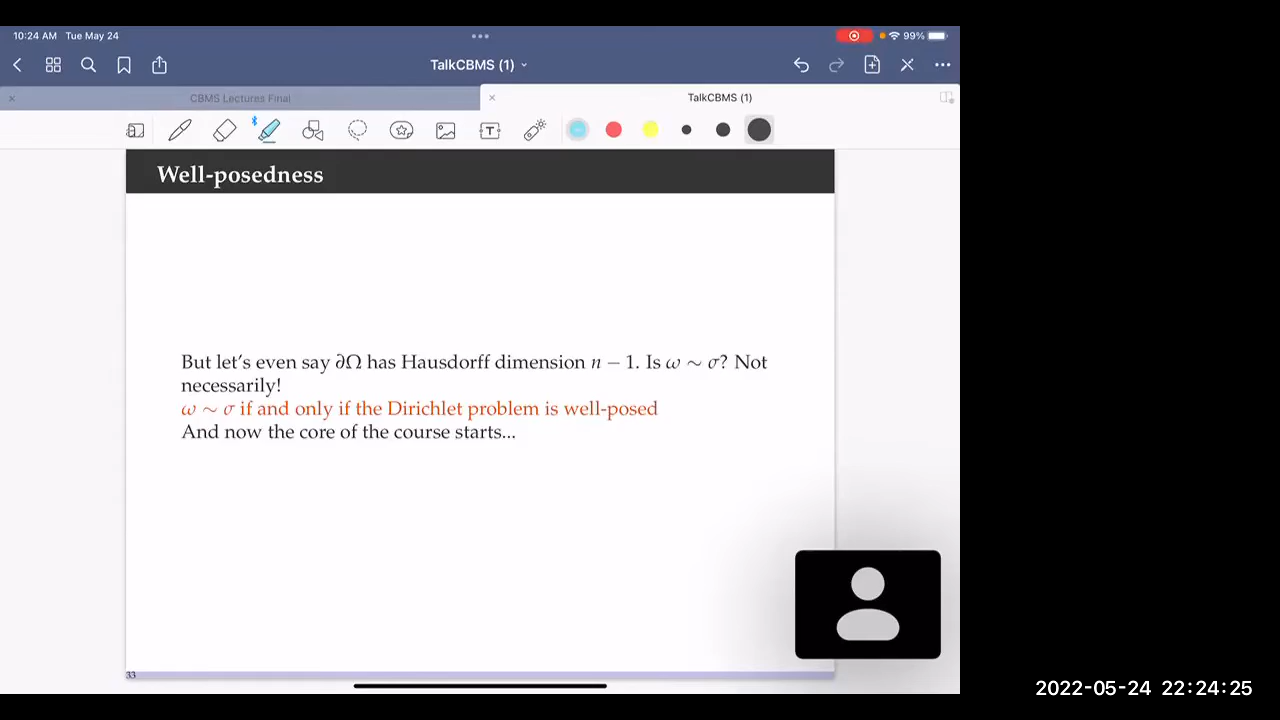 10:24 AM Tue May 24
99%
TalkCBMS (1)
CBMS Lectures Final
TalkCBMS (1)
T
Well-posedness
But let's even say ∂Ω has Hausdorff dimension n − 1. Is ω ∼ σ? Not
necessarily!
ω ∼ σ if and only if the Dirichlet problem is well-posed
And now the core of the course starts...
33
2022-05-24 22:24:25